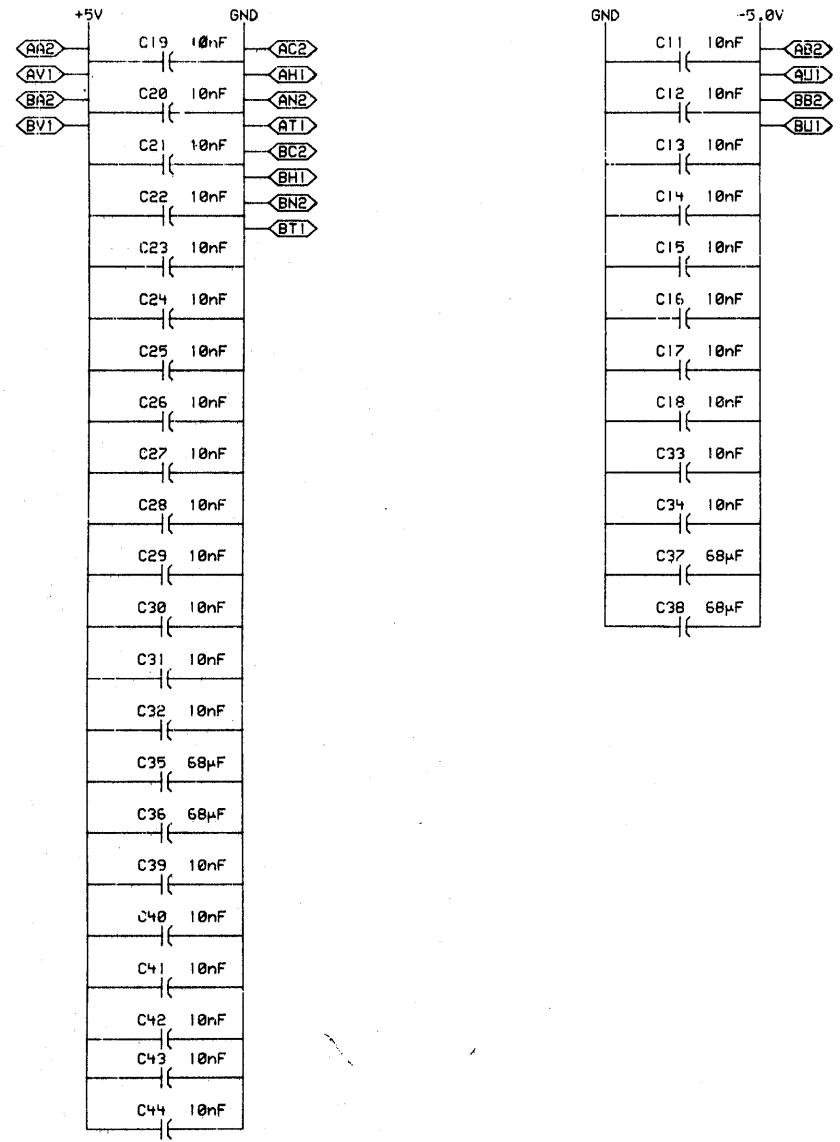 +5V GND
AA2 C19 10nF AC2
AV1 AH1
BA2 C20 10nF AN2
BV1 AT1
C21 10nF BC2
BH1
C22 10nF BN2
BT1
C23 10nF
C24 10nF
C25 10nF
C26 10nF
C27 10nF
C28 10nF
C29 10nF
C30 10nF
C31 10nF
C32 10nF
C35 68µF
C36 68µF
C39 10nF
C40 10nF
C41 10nF
C42 10nF
C43 10nF
C44 10nF
GND -5.0V
C11 10nF AB2
AU1
C12 10nF BB2
BU1
C13 10nF
C14 10nF
C15 10nF
C16 10nF
C17 10nF
C18 10nF
C33 10nF
C34 10nF
C37 68µF
C38 68µF